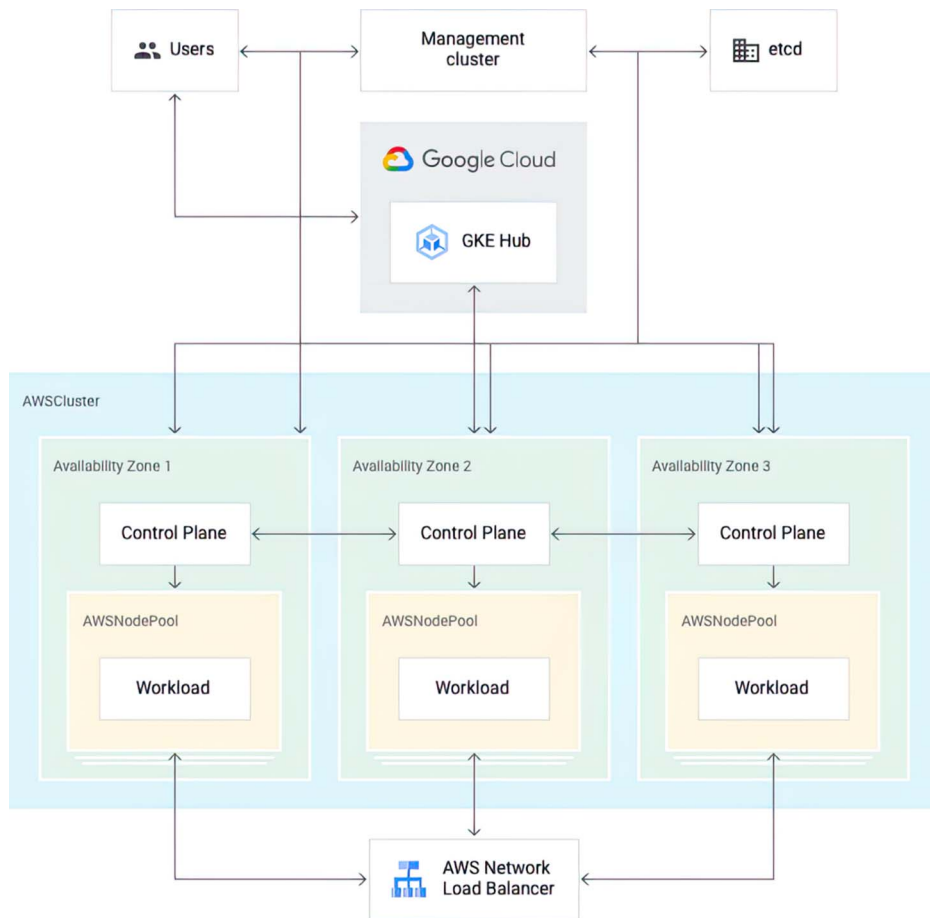 Users
Management
cluster
etcd
Google Cloud
GKE Hub
AWSCluster
Availability Zone 1
Availability Zone 2
Availability Zone 3
Control Plane
Control Plane
Control Plane
AWSNodePool
AWSNodePool
AWSNodePool
Workload
Workload
Workload
AWS Network
Load Balancer